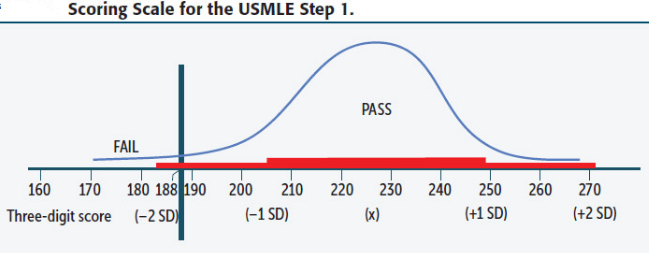 Scoring Scale for the USMLE Step 1.
PASS
FAIL
160 170 180 188 190 200 210 220 230 240 250 260 270
Three-digit score (−2 SD) (−1 SD) (x) (+1 SD) (+2 SD)